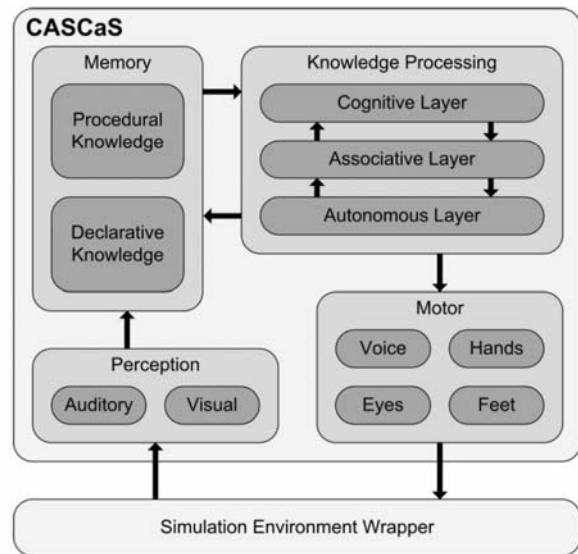 CASCaS
Memory
Procedural
Knowledge
Declarative
Knowledge
Knowledge Processing
Cognitive Layer
Associative Layer
Autonomous Layer
Perception
Auditory
Visual
Motor
Voice
Hands
Eyes
Feet
Simulation Environment Wrapper